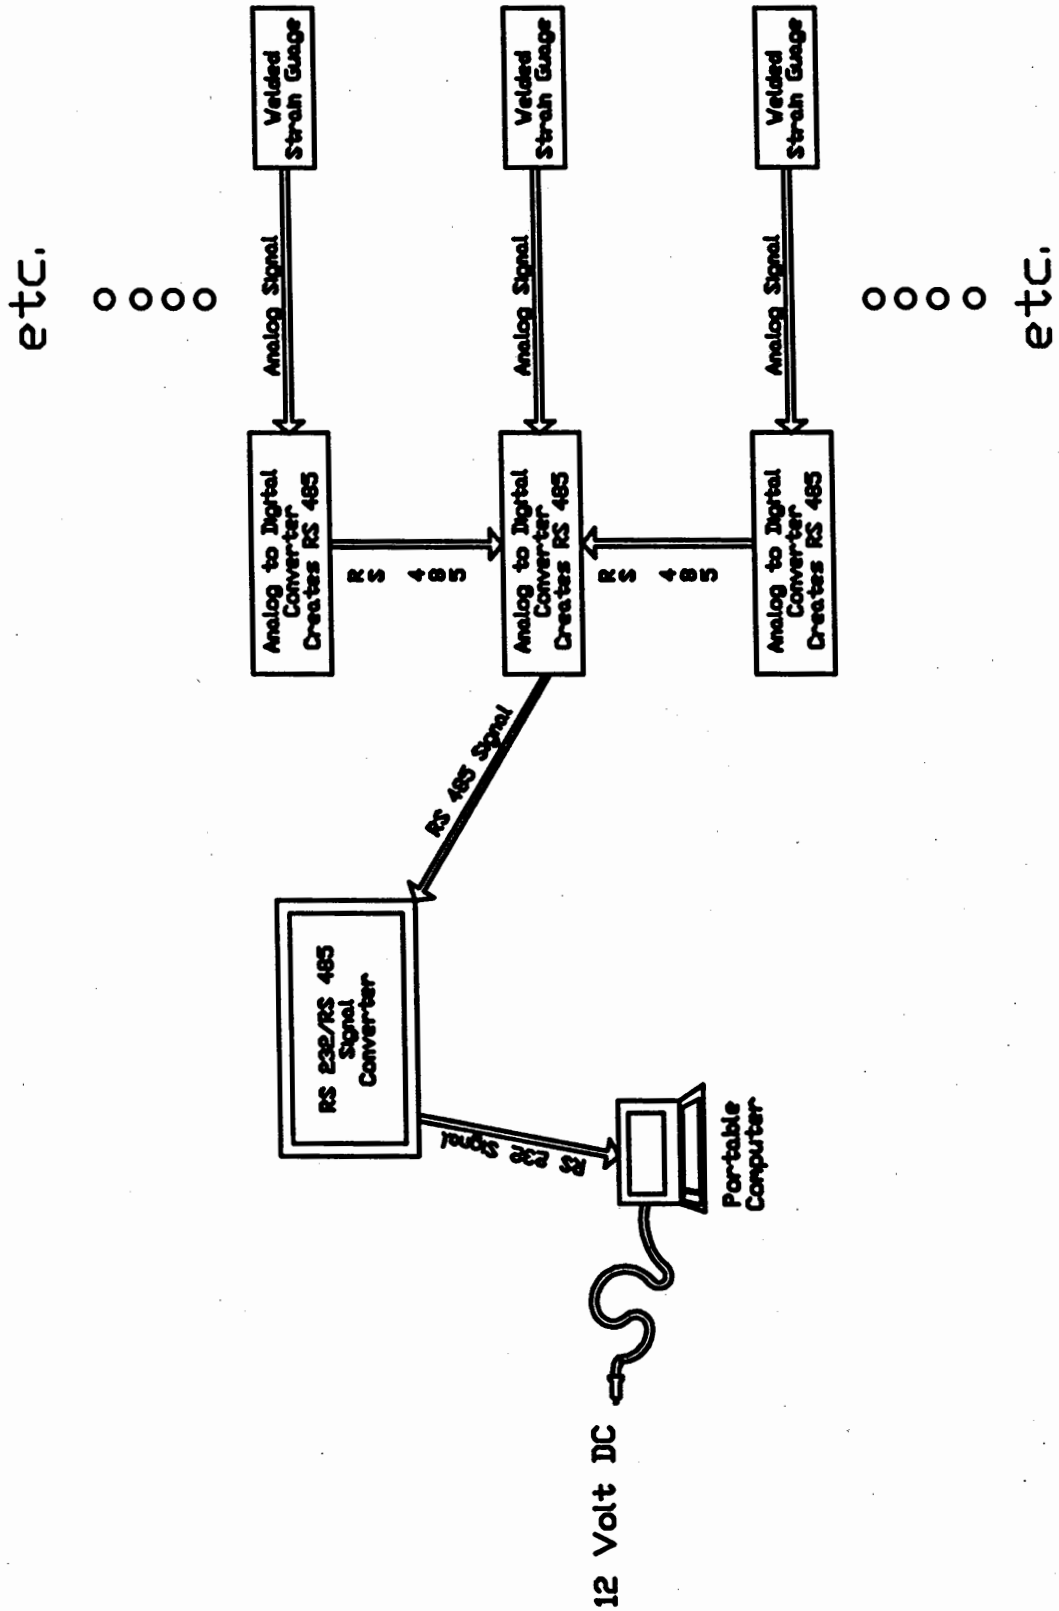 etc.
Welded
Strain Guage
Analog Signal
Analog to Digital
Converter
Creates RS 485
RS 485
Welded
Strain Guage
Analog Signal
Analog to Digital
Converter
Creates RS 485
RS 485
Welded
Strain Guage
Analog Signal
Analog to Digital
Converter
Creates RS 485
etc.
RS 485 Signal
RS 232/RS 485
Signal
Converter
RS 232 Signal
Portable
Computer
12 Volt DC